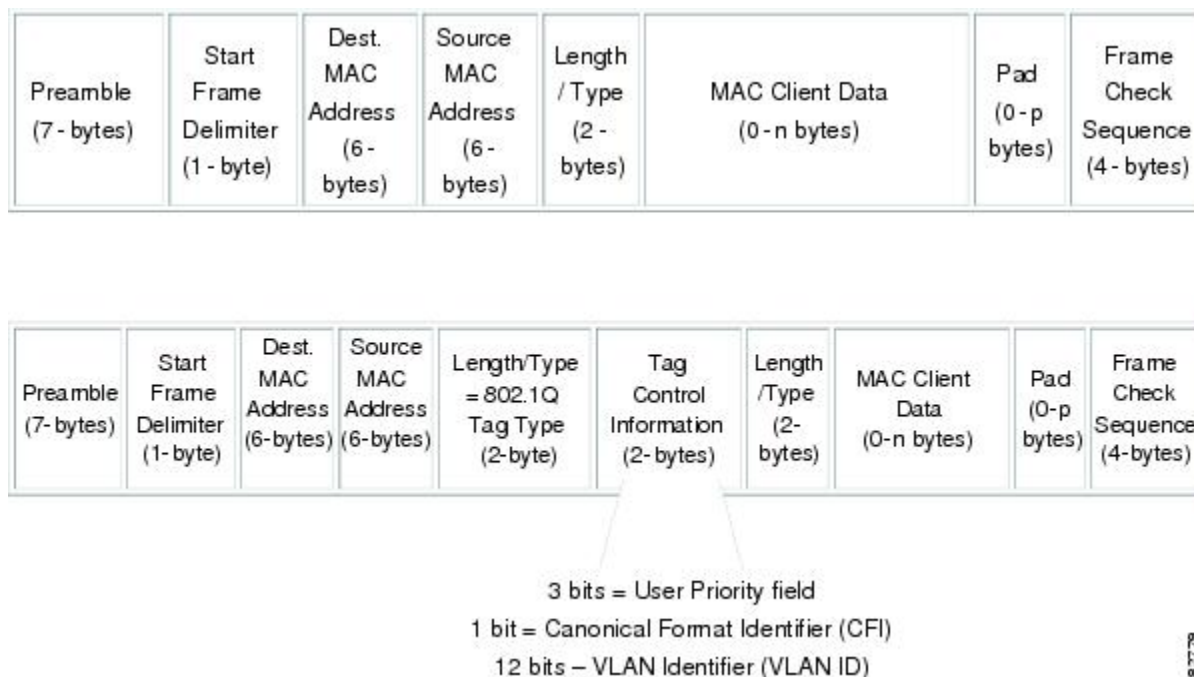 Preamble
(7 - bytes)
Start
Frame
Delimiter
(1 - byte)
Dest.
MAC
Address
(6 -
bytes)
Source
MAC
Address
(6 -
bytes)
Length
/ Type
(2 -
bytes)
MAC Client Data
(0 - n bytes)
Pad
(0 - p
bytes)
Frame
Check
Sequence
(4 - bytes)
Preamble
(7- bytes)
Start
Frame
Delimiter
(1- byte)
Dest.
MAC
Address
(6-bytes)
Source
MAC
Address
(6-bytes)
Length/Type
= 802.1Q
Tag Type
(2-byte)
Tag
Control
Information
(2- bytes)
Length
/Type
(2-
bytes)
MAC Client
Data
(0-n bytes)
Pad
(0-p
bytes)
Frame
Check
Sequence
(4-bytes)
3 bits = User Priority field
1 bit = Canonical Format Identifier (CFI)
12 bits – VLAN Identifier (VLAN ID)